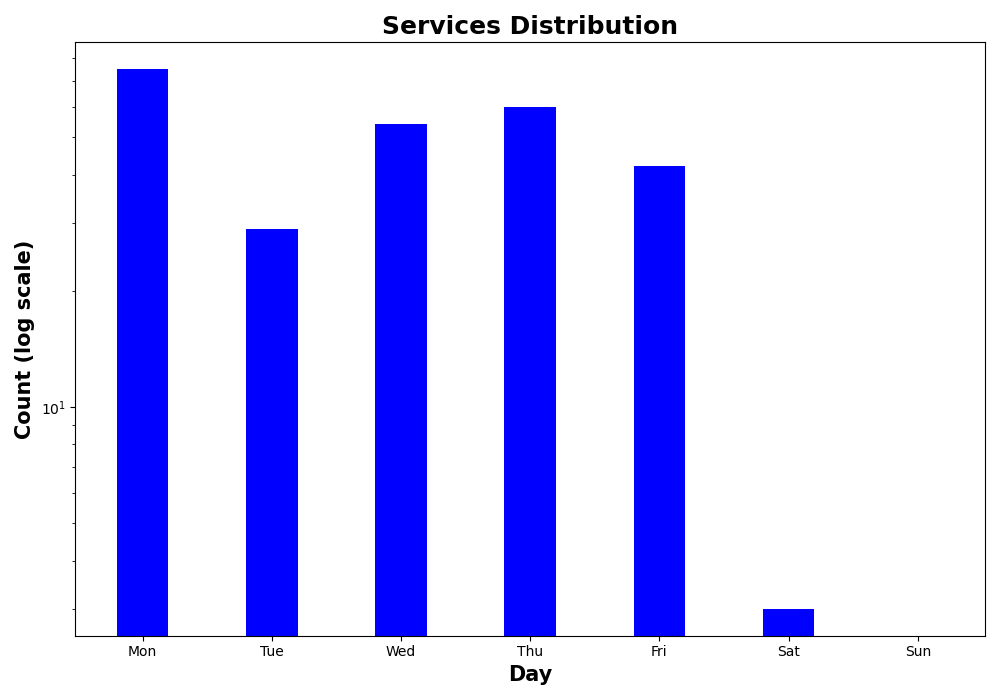 Services Distribution
Count (log scale)
10¹
Mon Tue Wed Thu Fri Sat Sun
Day